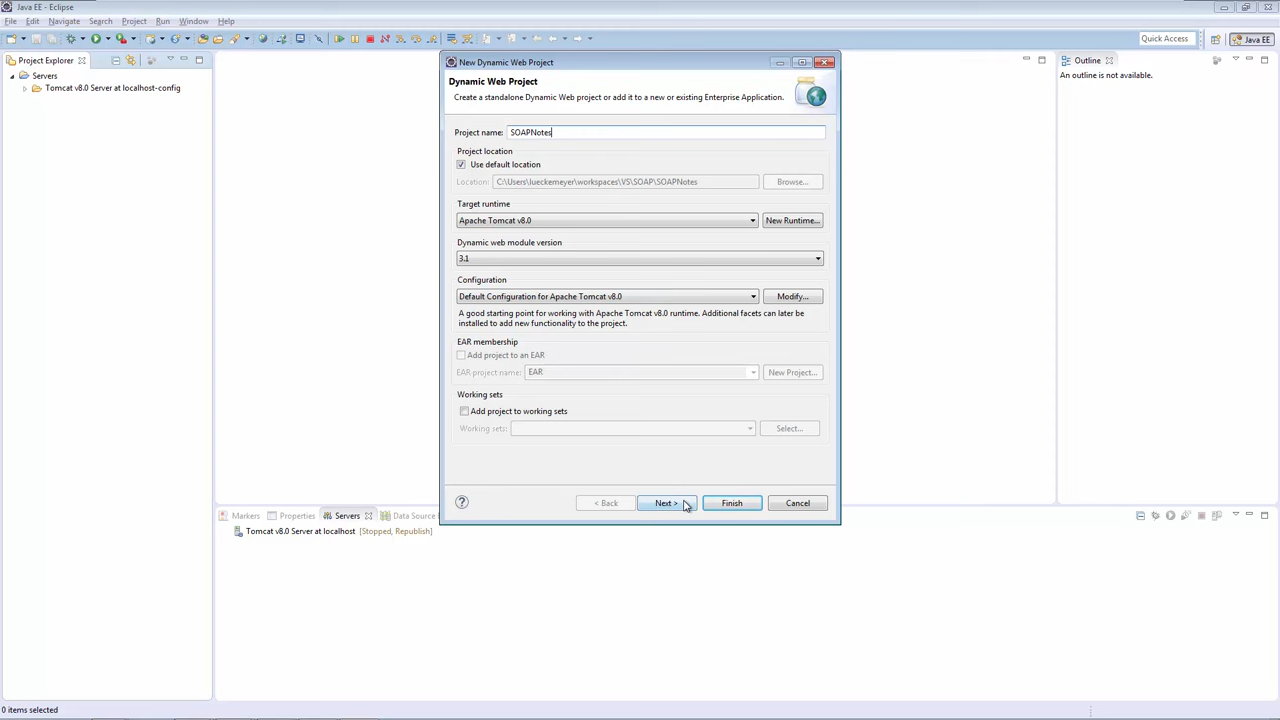 Java EE - Eclipse
File Edit Navigate Search Project Run Window Help
Quick Access
Java EE
Project Explorer
Servers
Tomcat v8.0 Server at localhost-config
New Dynamic Web Project
Dynamic Web Project
Create a standalone Dynamic Web project or add it to a new or existing Enterprise Application.
Project name: SOAPNotes
Project location
Use default location
Location: C:\Users\lueckemeyer\workspaces\VS\SOAP\SOAPNotes Browse...
Target runtime
Apache Tomcat v8.0 New Runtime...
Dynamic web module version
3.1
Configuration
Default Configuration for Apache Tomcat v8.0 Modify...
A good starting point for working with Apache Tomcat v8.0 runtime. Additional facets can later be
installed to add new functionality to the project.
EAR membership
Add project to an EAR
EAR project name: EAR New Project...
Working sets
Add project to working sets
Working sets: Select...
? < Back Next > Finish Cancel
Outline
An outline is not available.
Markers Properties Servers Data Source
Tomcat v8.0 Server at localhost [Stopped, Republish]
0 items selected